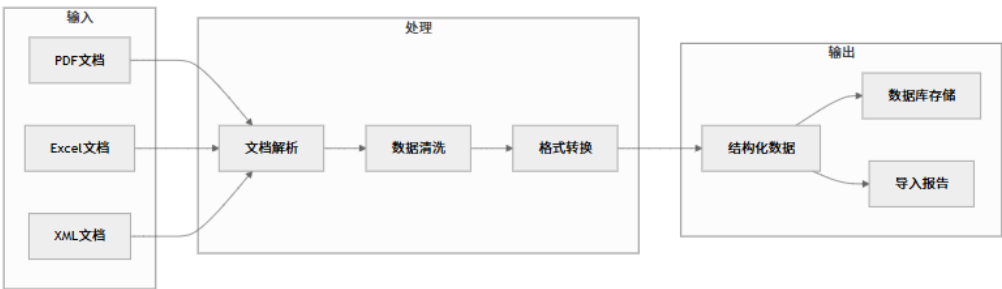 输入
PDF文档
Excel文档
XML文档
处理
文档解析
数据清洗
格式转换
输出
结构化数据
数据库存储
导入报告